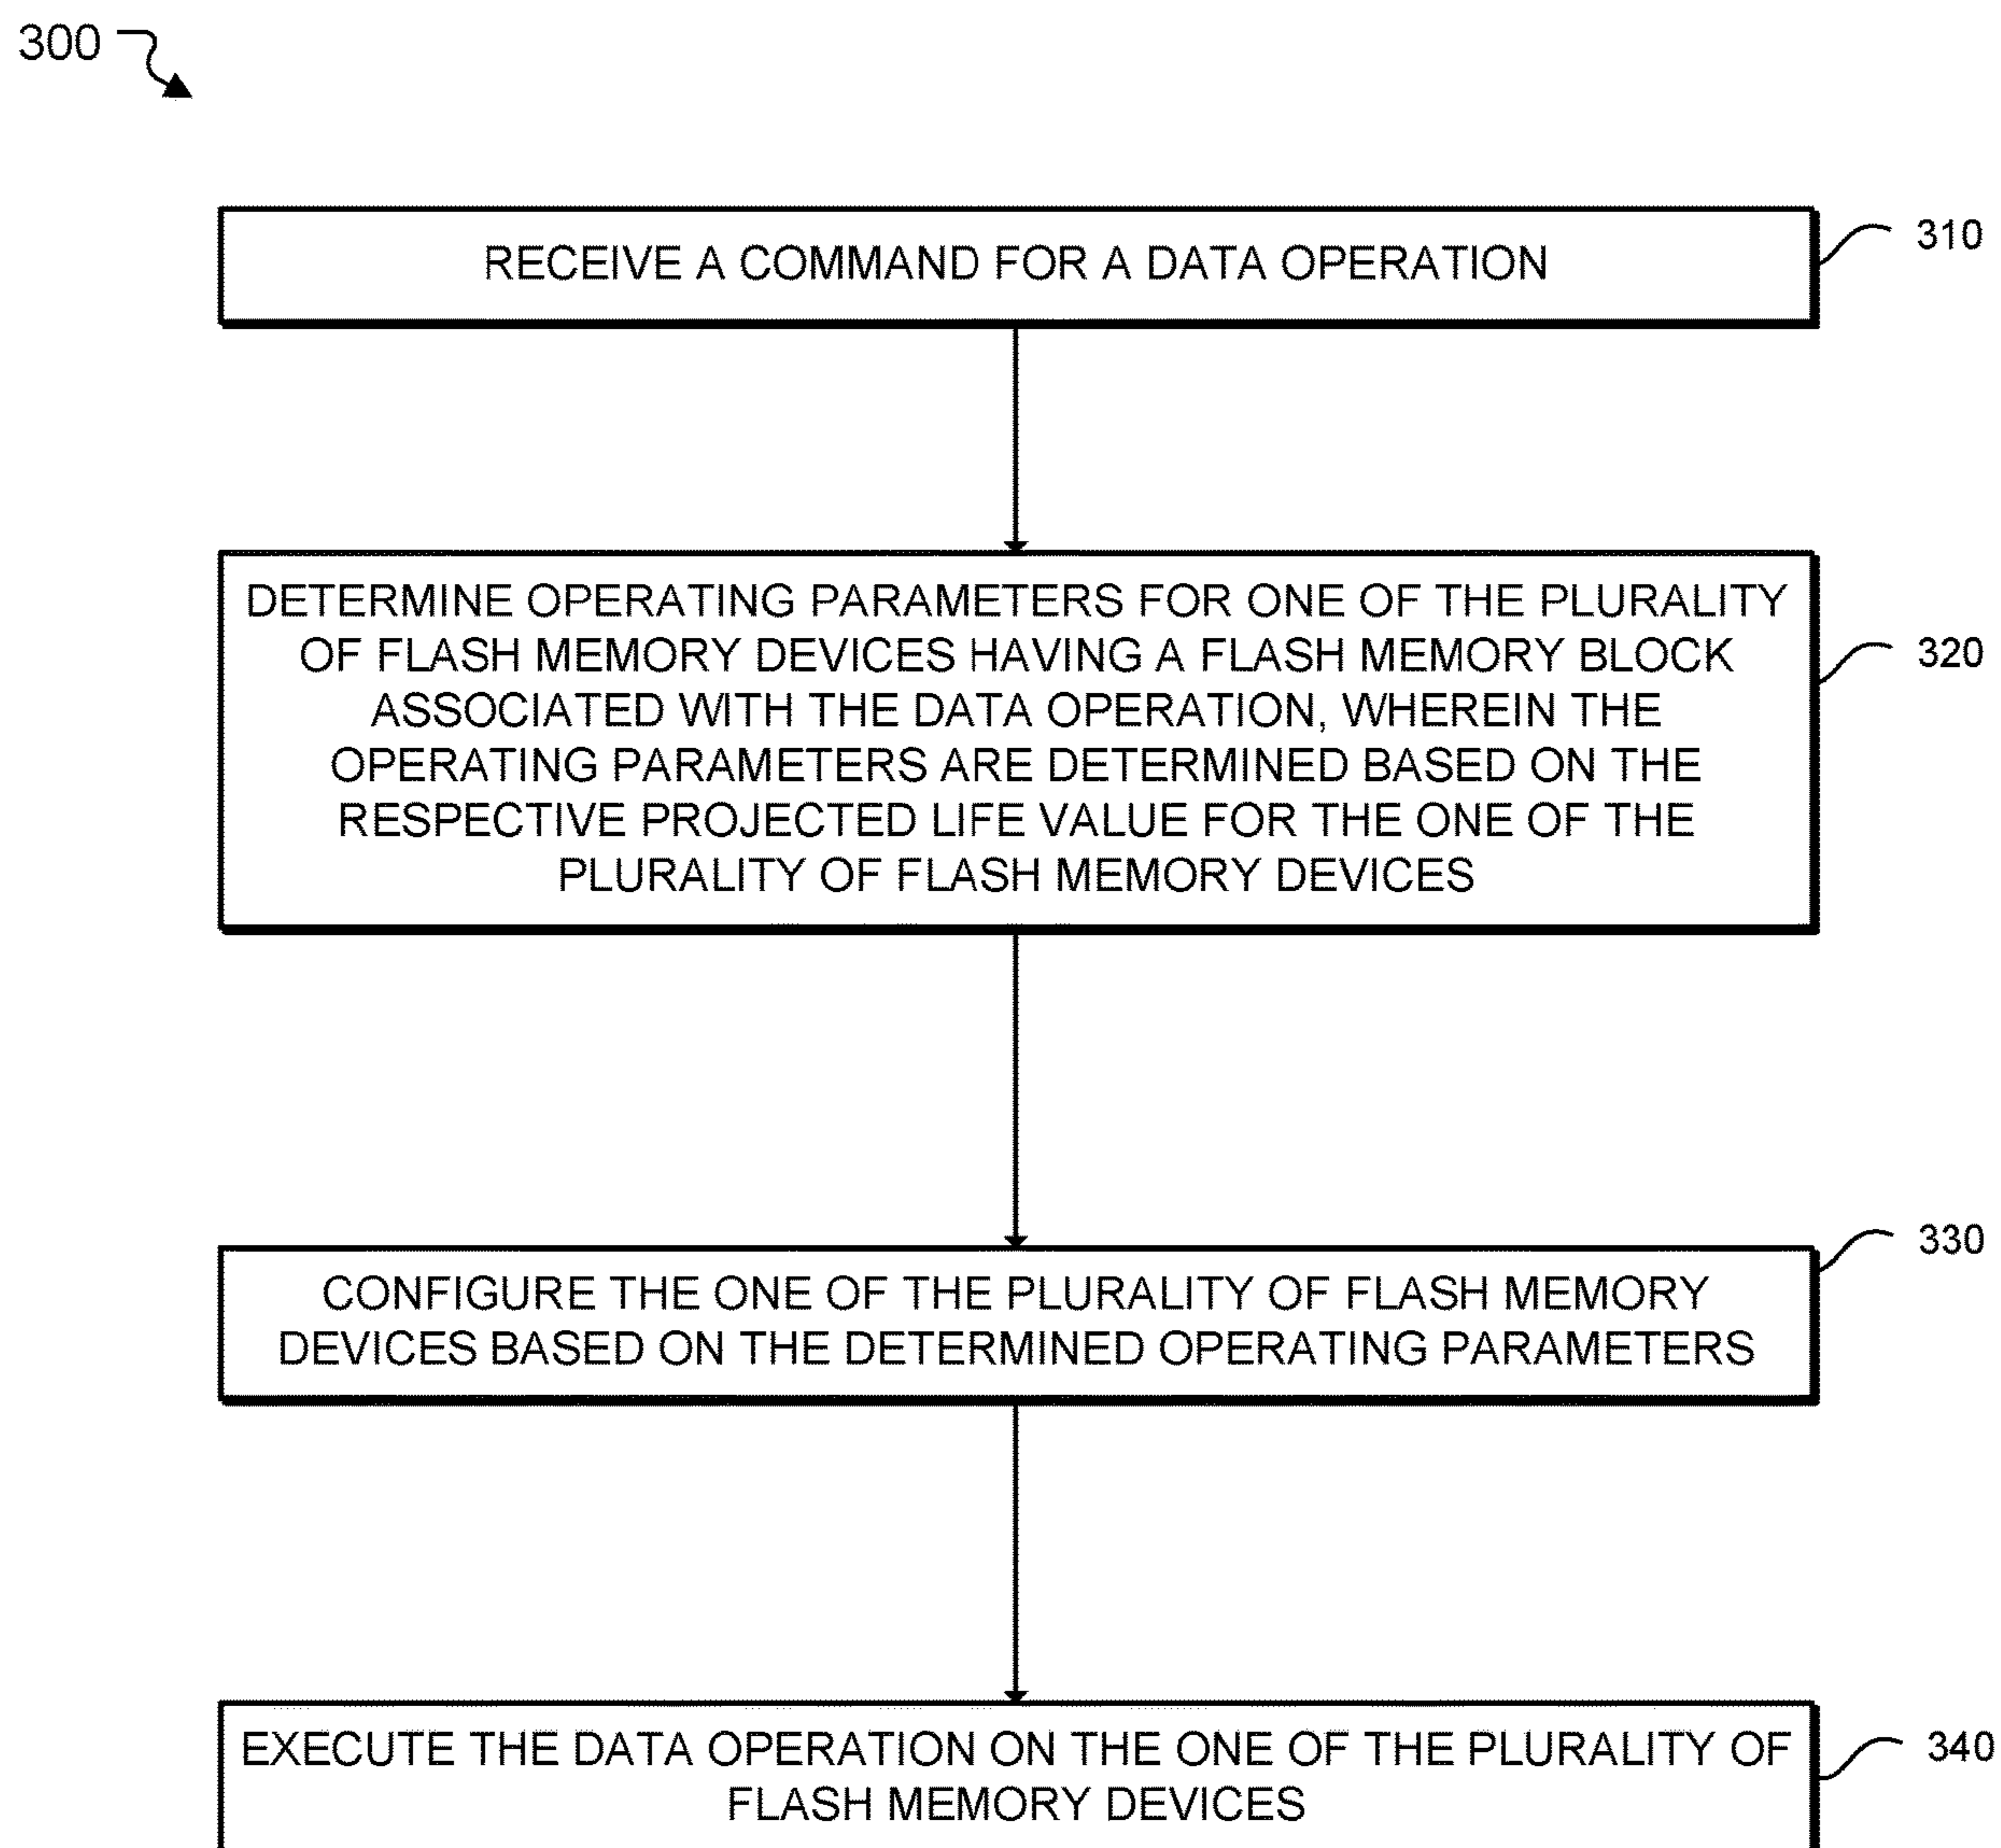 300
RECEIVE A COMMAND FOR A DATA OPERATION
310
DETERMINE OPERATING PARAMETERS FOR ONE OF THE PLURALITY
OF FLASH MEMORY DEVICES HAVING A FLASH MEMORY BLOCK
ASSOCIATED WITH THE DATA OPERATION, WHEREIN THE
OPERATING PARAMETERS ARE DETERMINED BASED ON THE
RESPECTIVE PROJECTED LIFE VALUE FOR THE ONE OF THE
PLURALITY OF FLASH MEMORY DEVICES
320
CONFIGURE THE ONE OF THE PLURALITY OF FLASH MEMORY
DEVICES BASED ON THE DETERMINED OPERATING PARAMETERS
330
EXECUTE THE DATA OPERATION ON THE ONE OF THE PLURALITY OF
FLASH MEMORY DEVICES
340